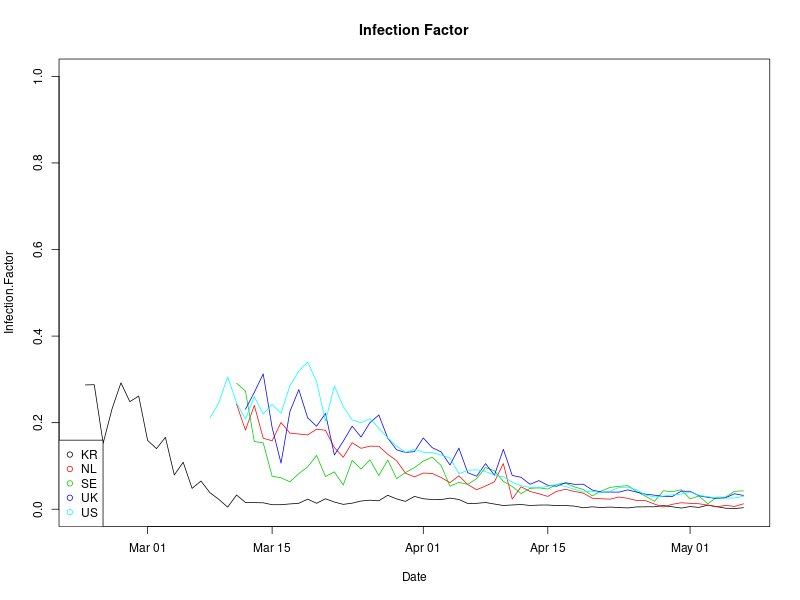 Infection Factor
Infection.Factor
1.0
0.8
0.6
0.4
0.2
0.0
KR
NL
SE
UK
US
Mar 01
Mar 15
Apr 01
Apr 15
May 01
Date